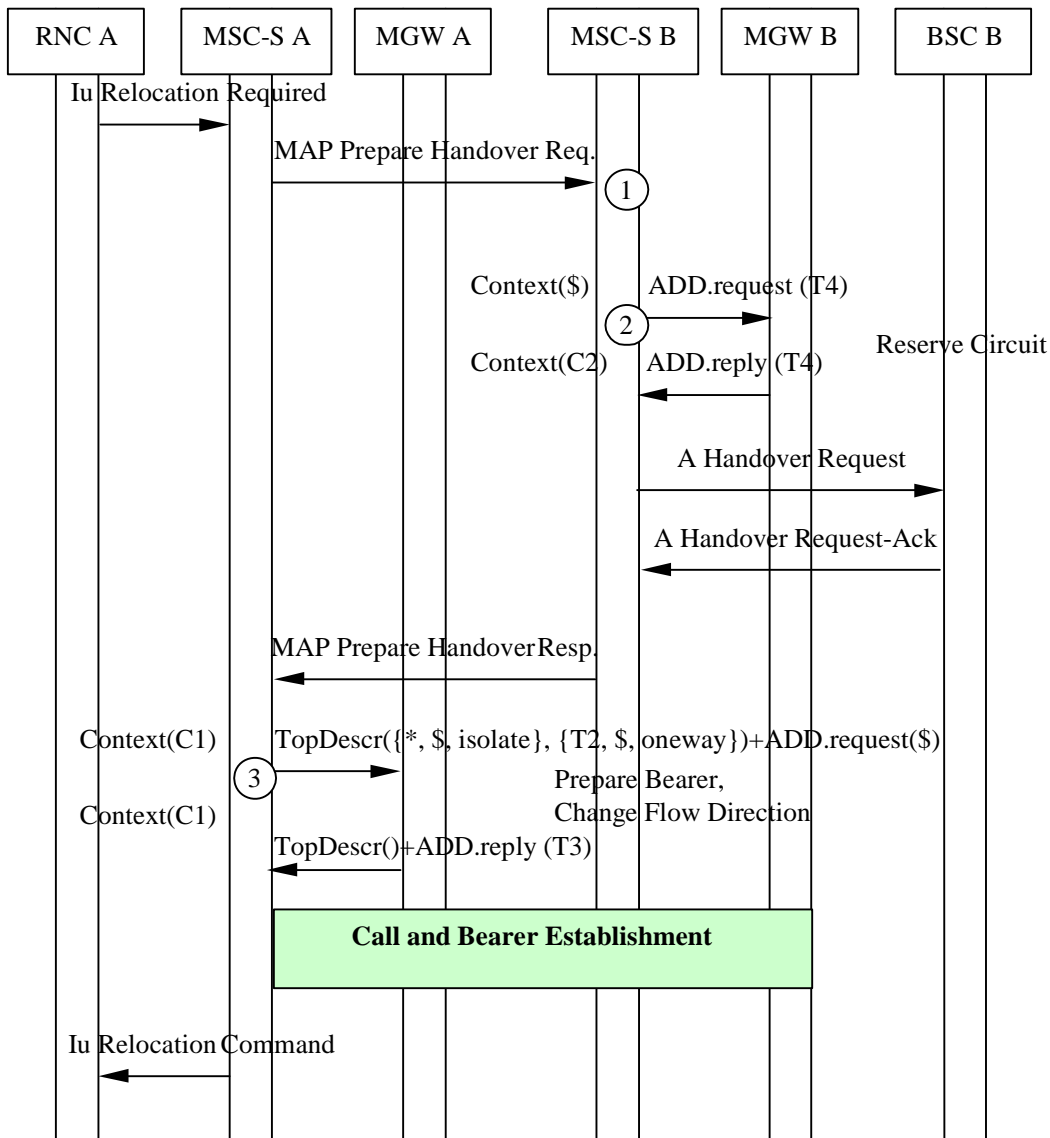 RNC A MSC-S A MGW A MSC-S B MGW B BSC B
Iu Relocation Required
MAP Prepare Handover Req.
1
Context($) ADD.request (T4)
2
Reserve Circuit
Context(C2) ADD.reply (T4)
A Handover Request
A Handover Request-Ack
MAP Prepare Handover Resp.
Context(C1) TopDescr({*, $, isolate}, {T2, $, oneway})+ADD.request($)
3
Prepare Bearer,
Change Flow Direction
Context(C1)
TopDescr()+ADD.reply (T3)
Call and Bearer Establishment
Iu Relocation Command